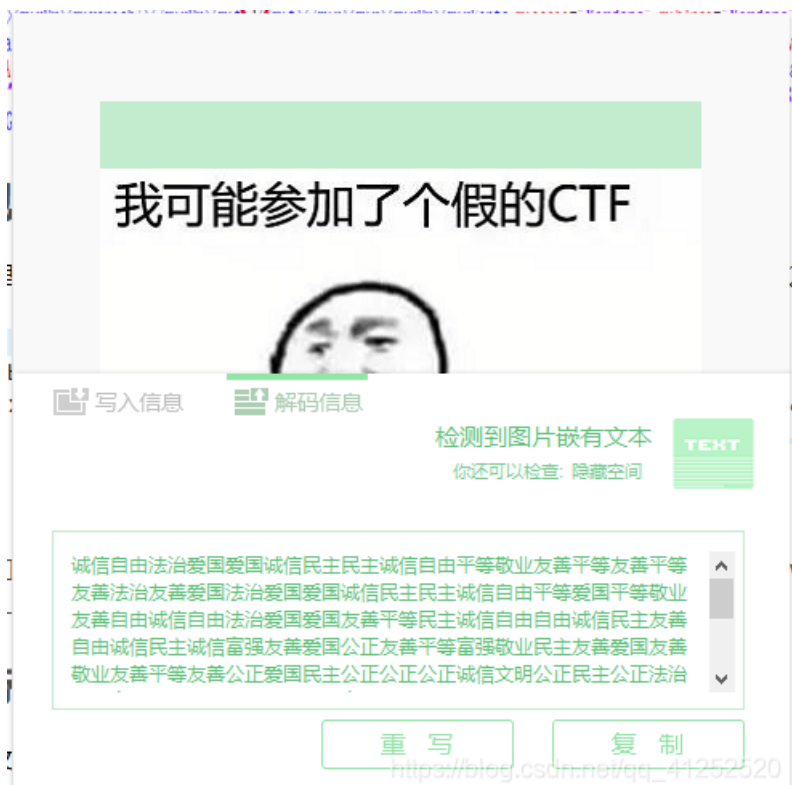 我可能参加了个假的CTF
写入信息
解码信息
检测到图片嵌有文本
TEXT
你还可以检查: 隐藏空间
诚信自由法治爱国爱国诚信民主民主诚信自由平等敬业友善平等友善平等
友善法治友善爱国法治爱国爱国诚信民主民主诚信自由平等爱国平等敬业
友善自由诚信自由法治爱国爱国友善平等民主诚信自由自由诚信民主友善
自由诚信民主诚信富强友善爱国公正友善平等富强敬业民主友善爱国友善
敬业友善平等友善公正爱国民主公正公正公正诚信文明公正民主公正法治
重 写
复 制
https://blog.csdn.net/qq_41252520